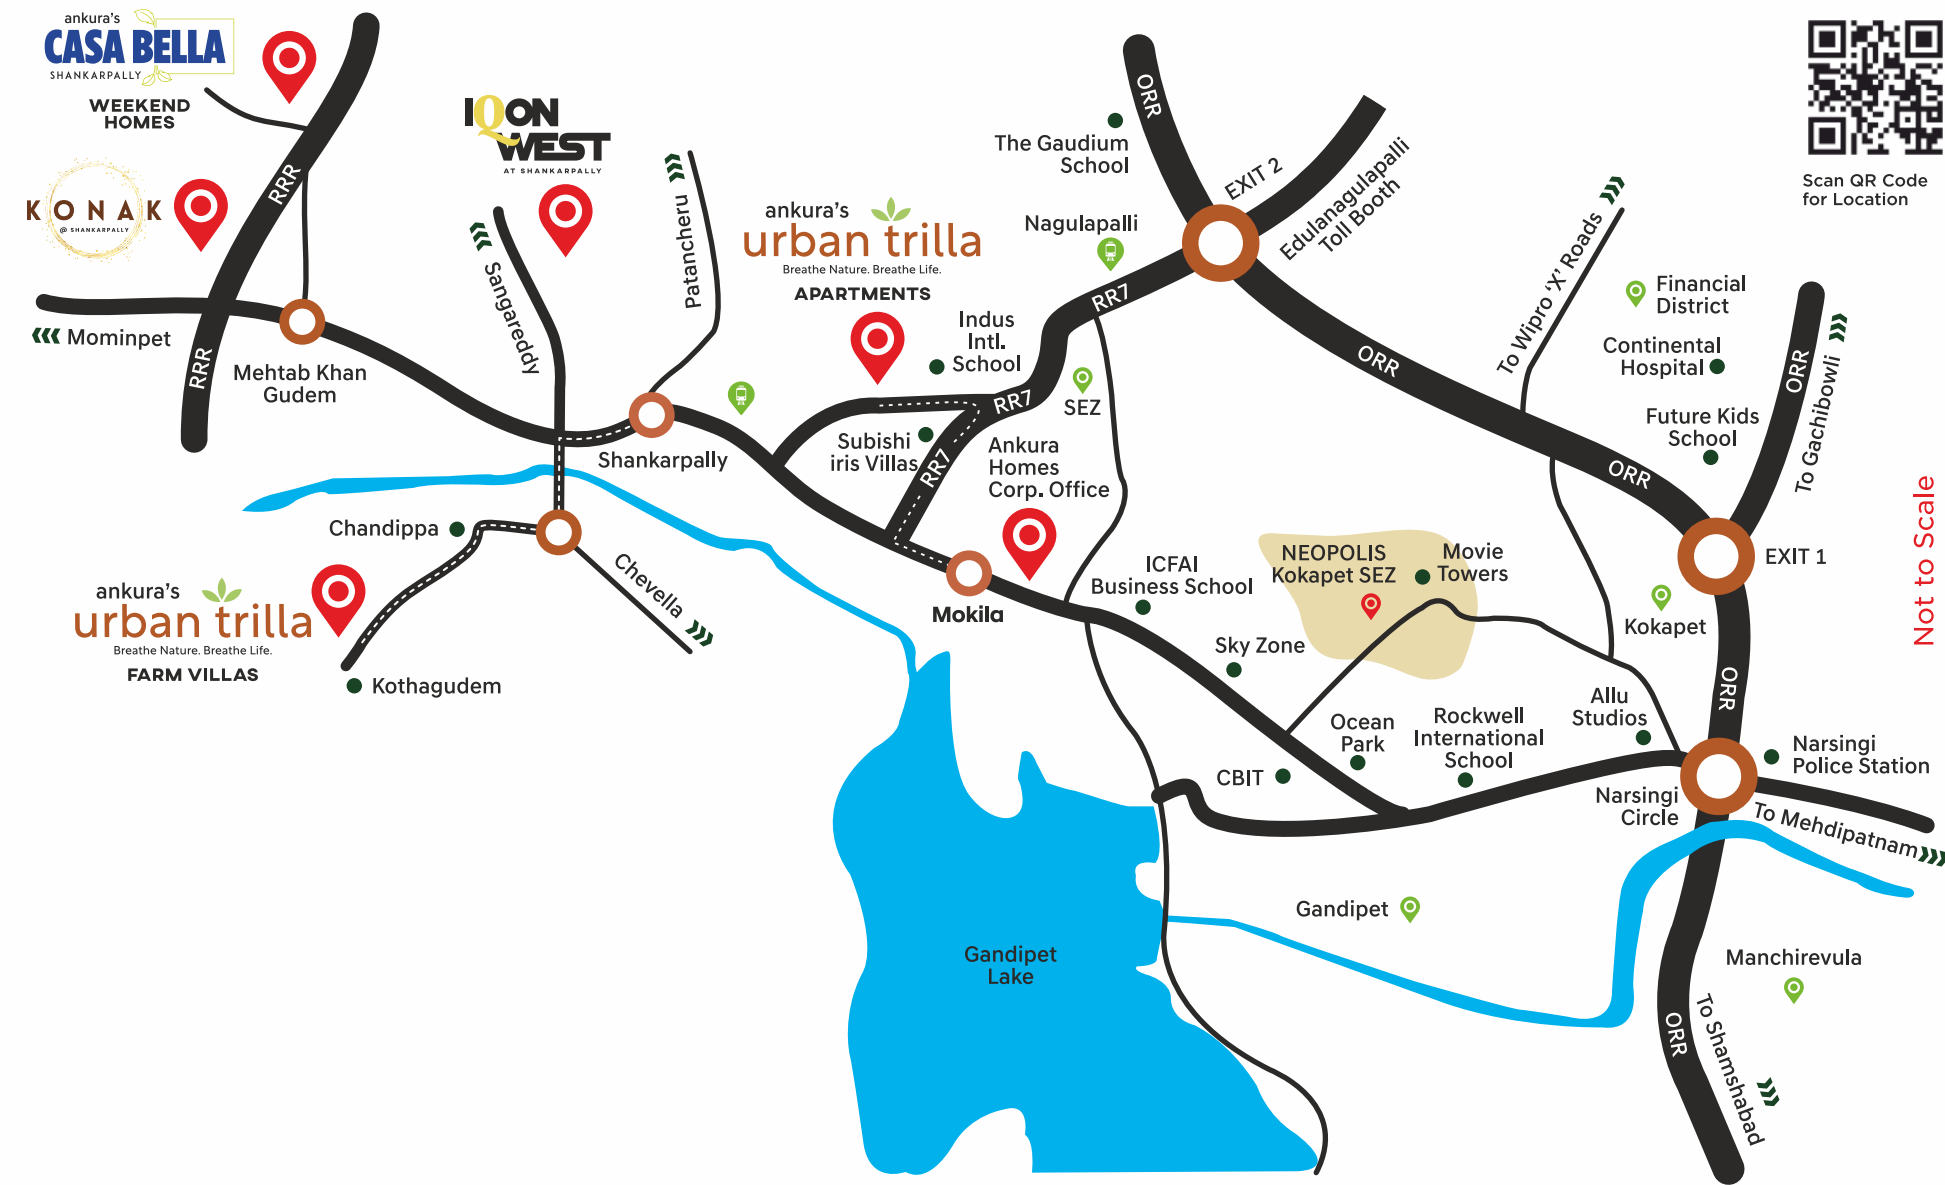 ankura's
CASA BELLA
SHANKARPALLY
WEEKEND
HOMES
KONAK
@ SHANKARPALLY
IQON
WEST
AT SHANKARPALLY
RRR
RRR
Mominpet
Mehtab Khan
Gudem
Sangareddy
Patancheru
ankura's
urban trilla
Breathe Nature. Breathe Life.
APARTMENTS
Indus
Intl.
School
The Gaudium
School
Nagulapalli
ORR
EXIT 2
Edulanagulapalli
Toll Booth
RR7
RR7
RR7
SEZ
Shankarpally
Subishi
iris Villas
Ankura
Homes
Corp. Office
Mokila
Chandippa
Chevella
ankura's
urban trilla
Breathe Nature. Breathe Life.
FARM VILLAS
Kothagudem
ORR
To Wipro ‘X’ Roads
Financial
District
Continental
Hospital
Future Kids
School
ORR
To Gachibowli
ORR
EXIT 1
Scan QR Code
for Location
Not to Scale
ICFAI
Business School
NEOPOLIS
Kokapet SEZ
Movie
Towers
Kokapet
Sky Zone
Ocean
Park
Rockwell
International
School
Allu
Studios
ORR
CBIT
Narsingi
Police Station
Narsingi
Circle
To Mehdipatnam
Gandipet
Gandipet
Lake
Manchirevula
ORR
To Shamshabad